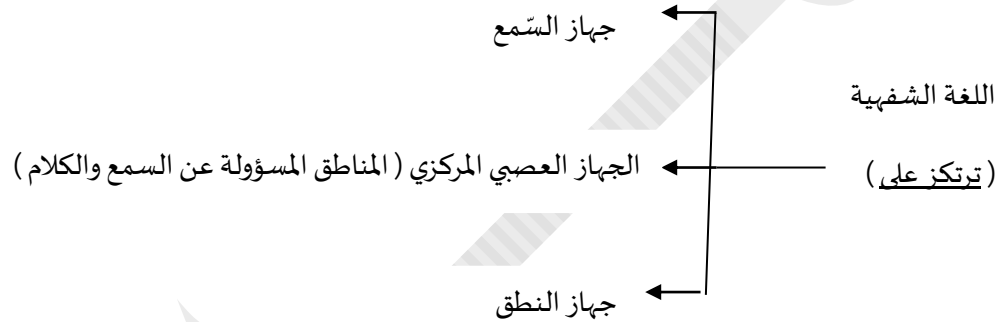 جهاز السّمع
اللغة الشفهية
( ترتكز على ) الجهاز العصبي المركزي ( المناطق المسؤولة عن السمع والكلام )
جهاز النطق